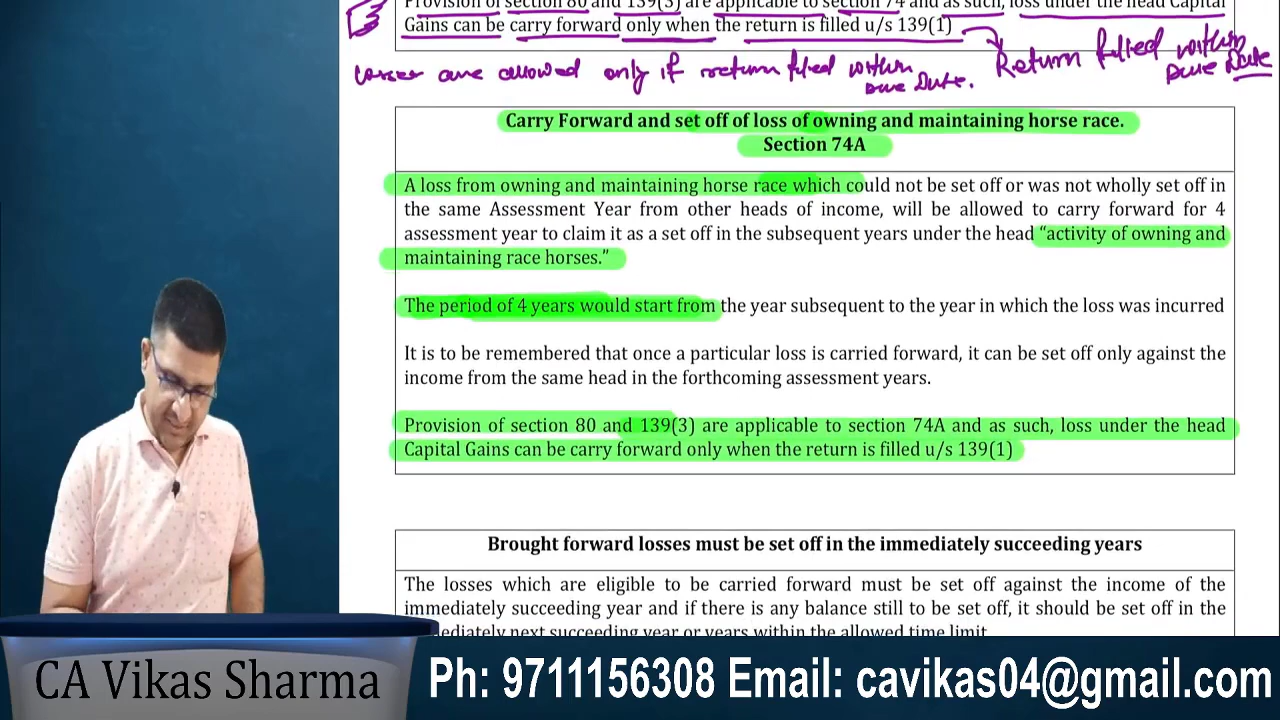 Provision of section 80 and 139(3) are applicable to section 74 and as such, loss under the head Capital
Gains can be carry forward only when the return is filled u/s 139(1)
Return filled within
Due Date
Losses are allowed only if return filed within
Due Date.
Carry Forward and set off of loss of owning and maintaining horse race.
Section 74A
A loss from owning and maintaining horse race which could not be set off or was not wholly set off in
the same Assessment Year from other heads of income, will be allowed to carry forward for 4
assessment year to claim it as a set off in the subsequent years under the head “activity of owning and
maintaining race horses.”
The period of 4 years would start from the year subsequent to the year in which the loss was incurred
It is to be remembered that once a particular loss is carried forward, it can be set off only against the
income from the same head in the forthcoming assessment years.
Provision of section 80 and 139(3) are applicable to section 74A and as such, loss under the head
Capital Gains can be carry forward only when the return is filled u/s 139(1)
Brought forward losses must be set off in the immediately succeeding years
The losses which are eligible to be carried forward must be set off against the income of the
immediately succeeding year and if there is any balance still to be set off, it should be set off in the
mediately next succeeding year or years within the allowed time limit.
CA Vikas Sharma
Ph: 9711156308 Email: cavikas04@gmail.com